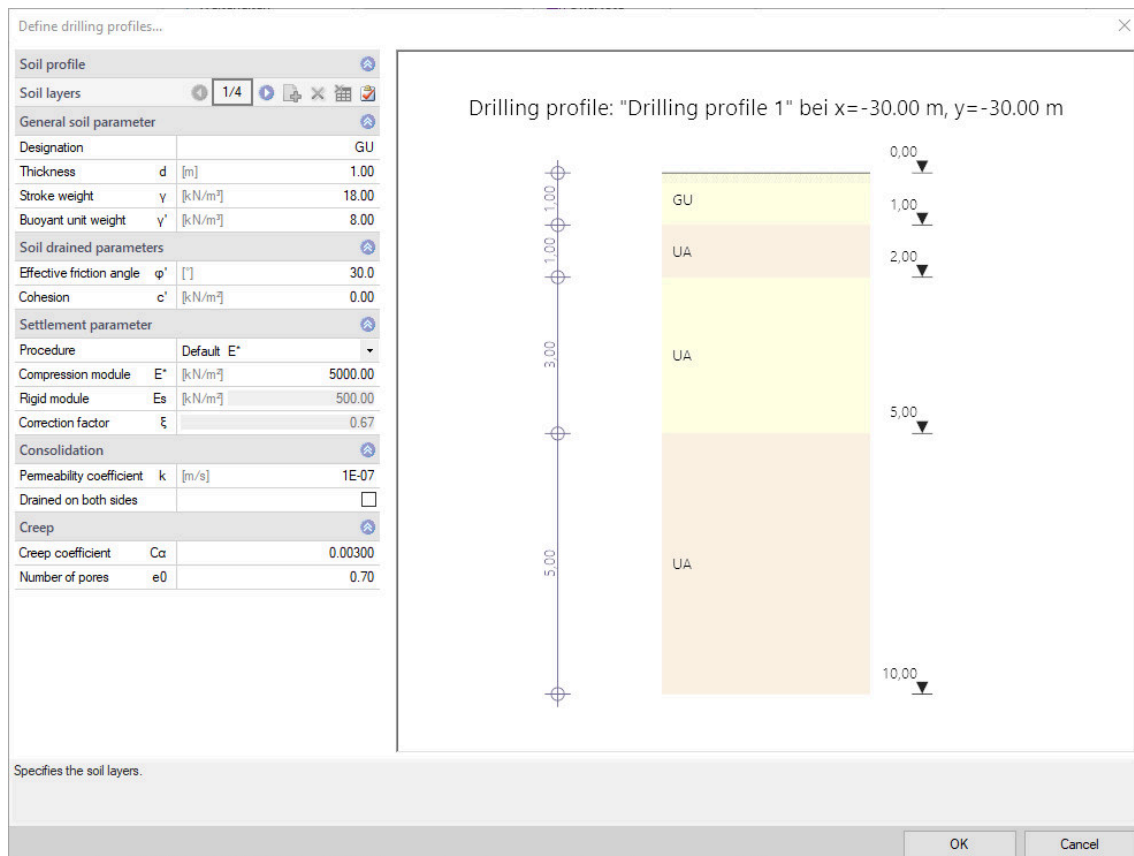 Define drilling profiles...
Soil profile
Soil layers 1/4
General soil parameter
Designation GU
Thickness d [m] 1.00
Stroke weight γ [kN/m³] 18.00
Buoyant unit weight γ' [kN/m³] 8.00
Soil drained parameters
Effective friction angle φ' [°] 30.0
Cohesion c' [kN/m²] 0.00
Settlement parameter
Procedure Default E*
Compression module E* [kN/m²] 5000.00
Rigid module Es [kN/m²] 500.00
Correction factor ξ 0.67
Consolidation
Permeability coefficient k [m/s] 1E-07
Drained on both sides
Creep
Creep coefficient Cα 0.00300
Number of pores e0 0.70
Drilling profile: "Drilling profile 1" bei x=-30.00 m, y=-30.00 m
0,00
1,00 GU 1,00
1,00 UA 2,00
3,00 UA
5,00
5,00 UA
10,00
Specifies the soil layers.
OK Cancel